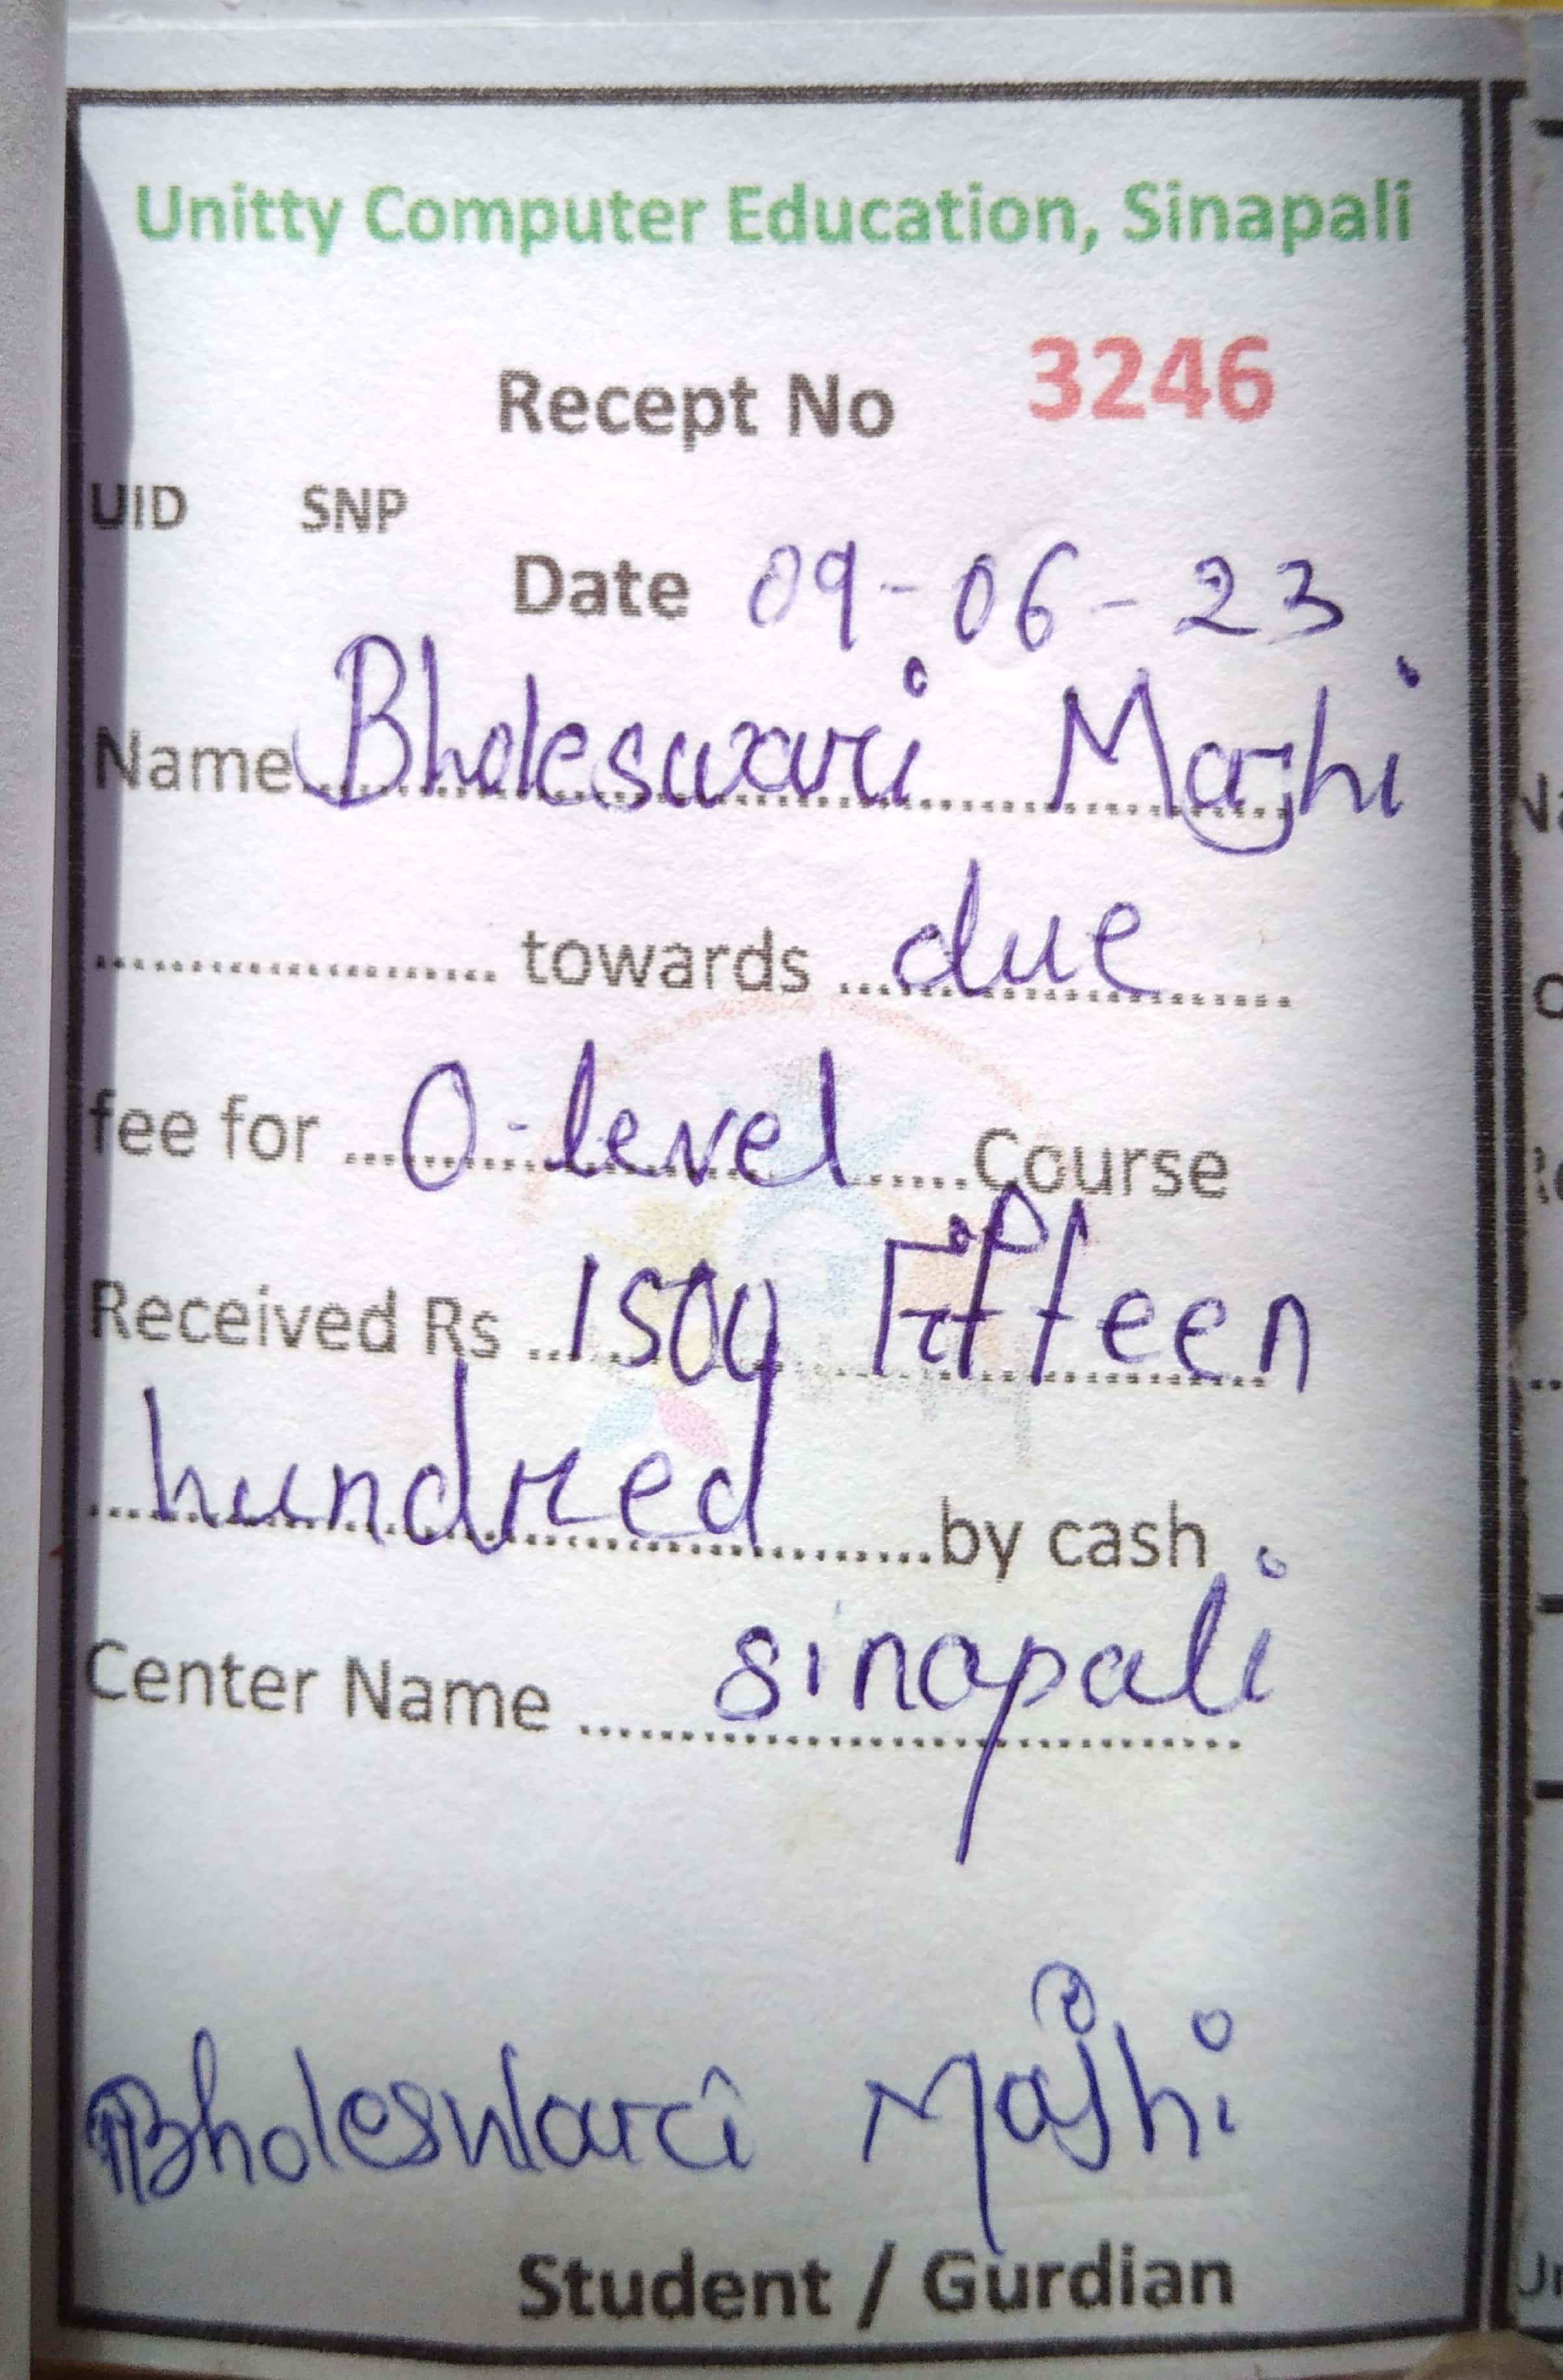 Unitty Computer Education, Sinapali
Recept No 3246
UID SNP
Date 09-06-23
Name Bholeswari Majhi
.................... towards ... due
fee for ... O-level ......Course
Received Rs ... 1500 Fifteen
... hundred .........by cash
Center Name ... sinapali
Bholeswari Majhi
Student / Gurdian